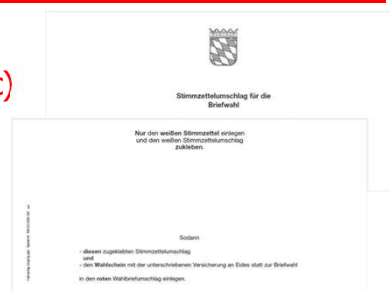 c)
Stimmzettelumschlag für die
Briefwahl
Nur den weißen Stimmzettel einlegen
und den weißen Stimmzettelumschlag
zukleben.
Sodann
- diesen zugeklebten Stimmzettelumschlag
und
- den Wahlschein mit der unterschriebenen Versicherung an Eides statt zur Briefwahl
in den roten Wahlbriefumschlag einlegen.